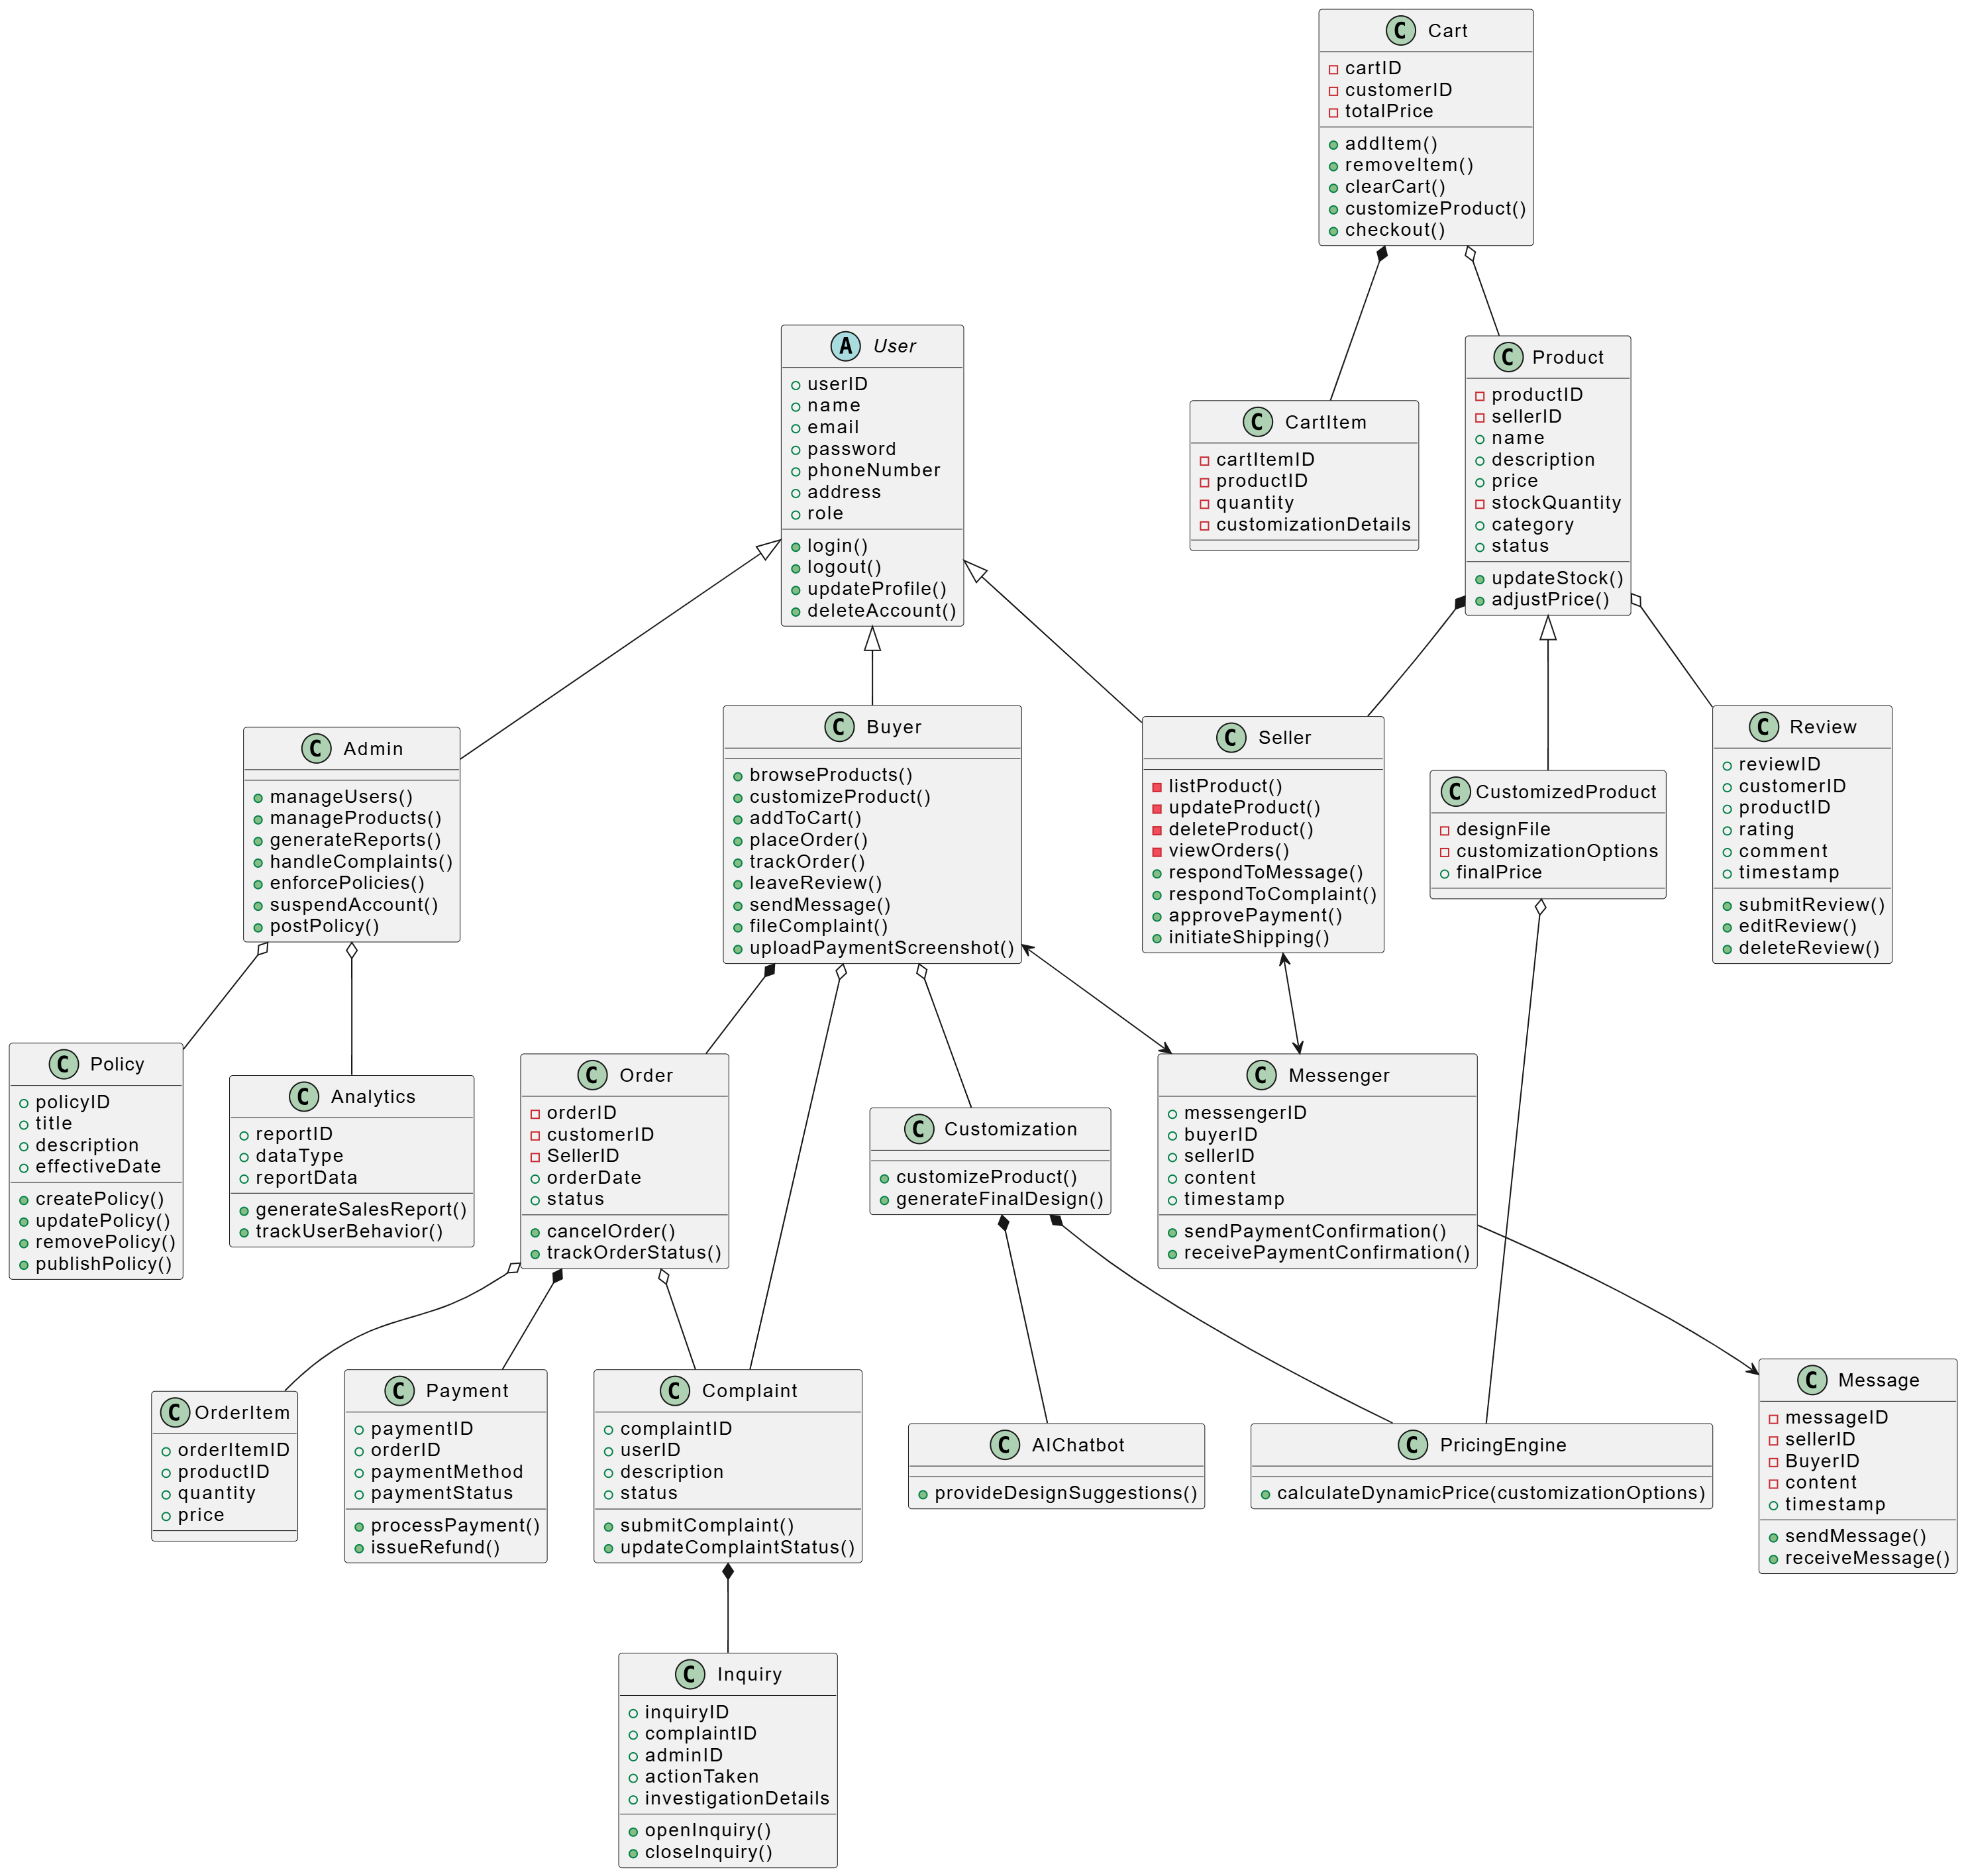 C Cart
cartID
customerID
totalPrice
addItem()
removeItem()
clearCart()
customizeProduct()
checkout()
A User
userID
name
email
password
phoneNumber
address
role
login()
logout()
updateProfile()
deleteAccount()
C Product
productID
sellerID
name
description
price
stockQuantity
category
status
updateStock()
adjustPrice()
C CartItem
cartItemID
productID
quantity
customizationDetails
C Admin
manageUsers()
manageProducts()
generateReports()
handleComplaints()
enforcePolicies()
suspendAccount()
postPolicy()
C Buyer
browseProducts()
customizeProduct()
addToCart()
placeOrder()
trackOrder()
leaveReview()
sendMessage()
fileComplaint()
uploadPaymentScreenshot()
C Seller
listProduct()
updateProduct()
deleteProduct()
viewOrders()
respondToMessage()
respondToComplaint()
approvePayment()
initiateShipping()
C CustomizedProduct
designFile
customizationOptions
finalPrice
C Review
reviewID
customerID
productID
rating
comment
timestamp
submitReview()
editReview()
deleteReview()
C Policy
policyID
title
description
effectiveDate
createPolicy()
updatePolicy()
removePolicy()
publishPolicy()
C Analytics
reportID
dataType
reportData
generateSalesReport()
trackUserBehavior()
C Order
orderID
customerID
SellerID
orderDate
status
cancelOrder()
trackOrderStatus()
C Customization
customizeProduct()
generateFinalDesign()
C Messenger
messengerID
buyerID
sellerID
content
timestamp
sendPaymentConfirmation()
receivePaymentConfirmation()
C OrderItem
orderItemID
productID
quantity
price
C Payment
paymentID
orderID
paymentMethod
paymentStatus
processPayment()
issueRefund()
C Complaint
complaintID
userID
description
status
submitComplaint()
updateComplaintStatus()
C AIChatbot
provideDesignSuggestions()
C PricingEngine
calculateDynamicPrice(customizationOptions)
C Message
messageID
sellerID
BuyerID
content
timestamp
sendMessage()
receiveMessage()
C Inquiry
inquiryID
complaintID
adminID
actionTaken
investigationDetails
openInquiry()
closeInquiry()